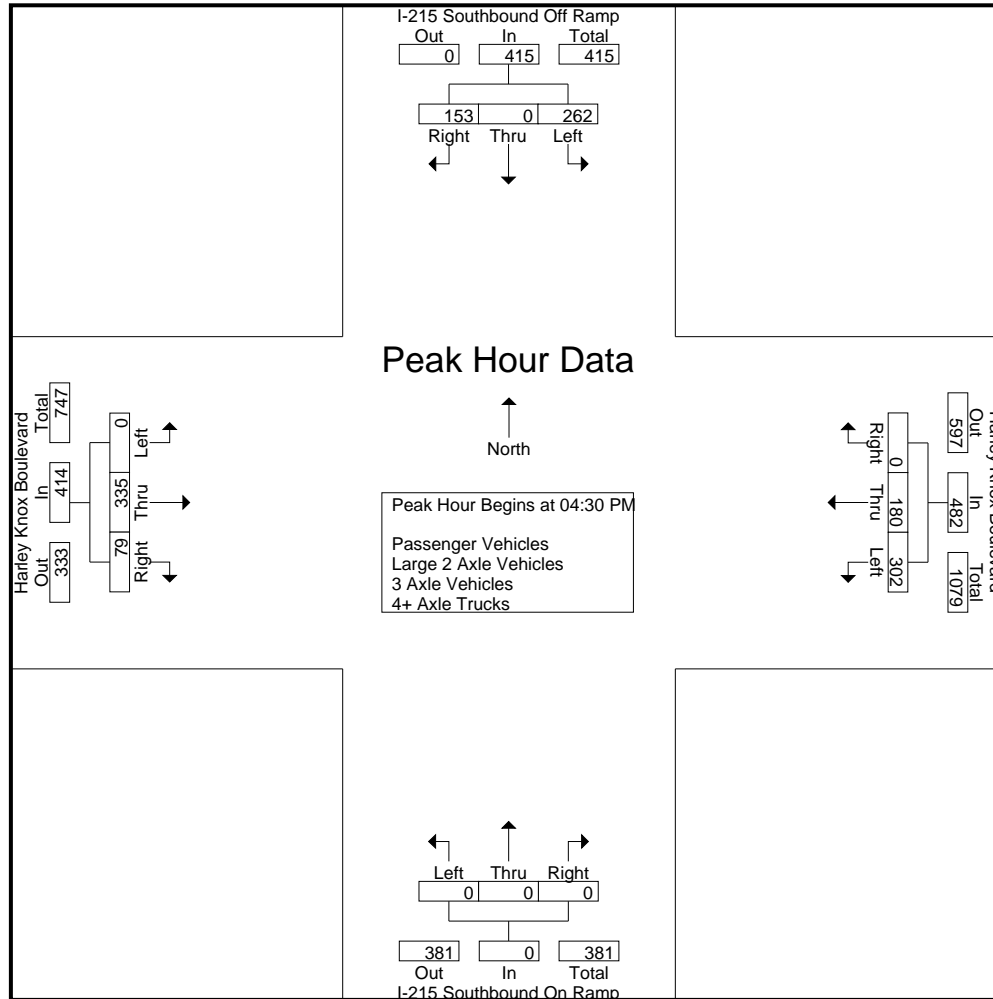 I-215 Southbound Off Ramp
Out In Total
0 415 415
153 0 262
Right Thru Left
Peak Hour Data
North
Peak Hour Begins at 04:30 PM
Passenger Vehicles
Large 2 Axle Vehicles
3 Axle Vehicles
4+ Axle Trucks
Harley Knox Boulevard
Total In Out
747 414 333
0 335 79
Left Thru Right
Right Thru Left
0 180 302
597 482 1079
Out In Total
Harley Knox Boulevard
Left Thru Right
0 0 0
381 0 381
Out In Total
I-215 Southbound On Ramp